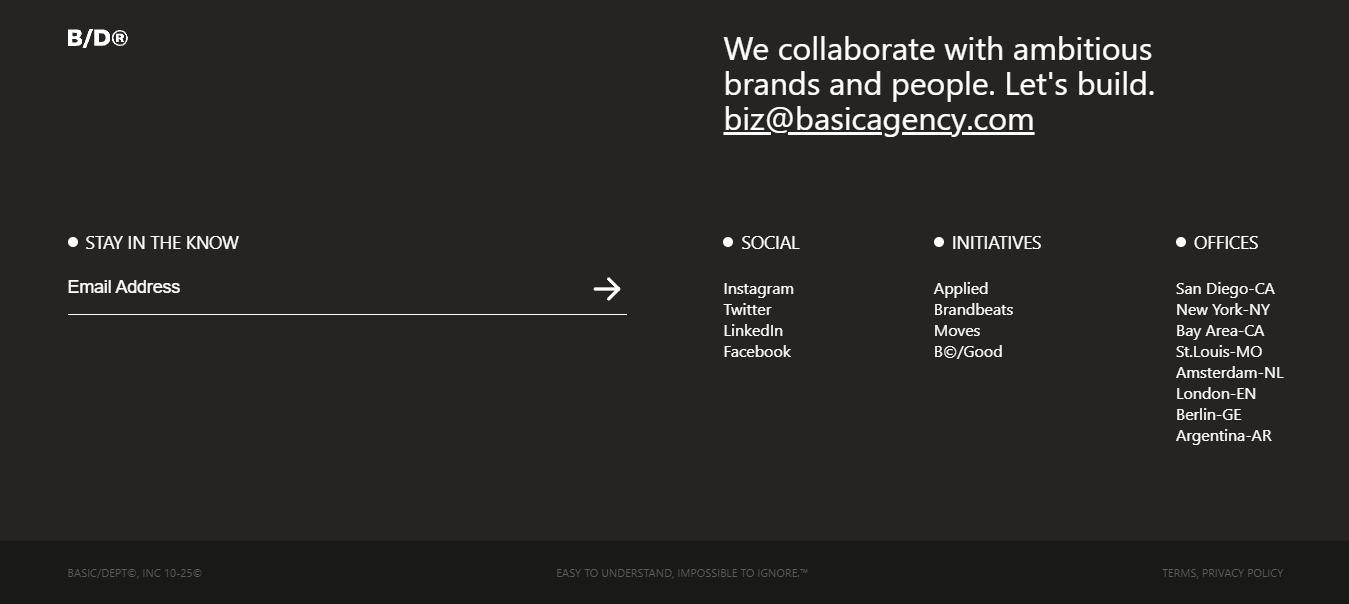 B/D®
We collaborate with ambitious
brands and people. Let's build.
biz@basicagency.com
STAY IN THE KNOW
Email Address
SOCIAL
Instagram
Twitter
LinkedIn
Facebook
INITIATIVES
Applied
Brandbeats
Moves
B©/Good
OFFICES
San Diego-CA
New York-NY
Bay Area-CA
St.Louis-MO
Amsterdam-NL
London-EN
Berlin-GE
Argentina-AR
BASIC/DEPT©, INC 10-25©
EASY TO UNDERSTAND, IMPOSSIBLE TO IGNORE.™
TERMS, PRIVACY POLICY